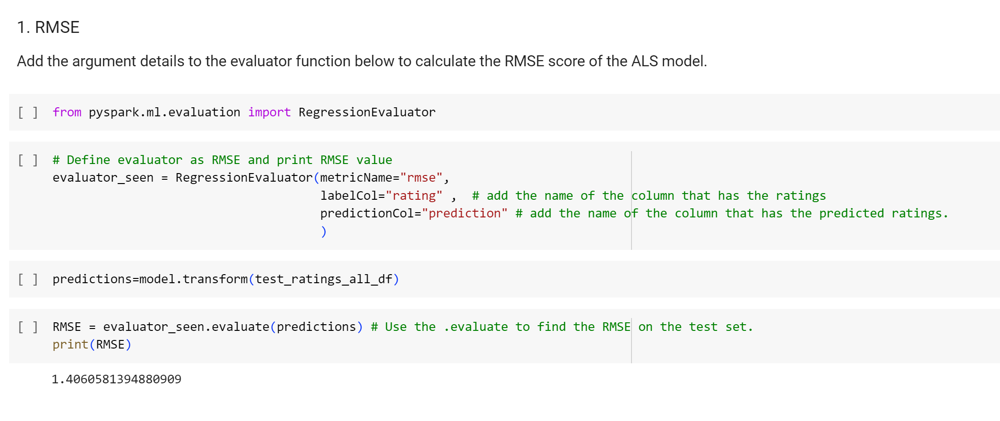 1. RMSE
Add the argument details to the evaluator function below to calculate the RMSE score of the ALS model.
[ ] from pyspark.ml.evaluation import RegressionEvaluator
[ ] # Define evaluator as RMSE and print RMSE value
evaluator_seen = RegressionEvaluator(metricName="rmse",
labelCol="rating" ,  # add the name of the column that has the ratings
predictionCol="prediction" # add the name of the column that has the predicted ratings.
)
[ ] predictions=model.transform(test_ratings_all_df)
[ ] RMSE = evaluator_seen.evaluate(predictions) # Use the .evaluate to find the RMSE on the test set.
print(RMSE)
1.4060581394880909